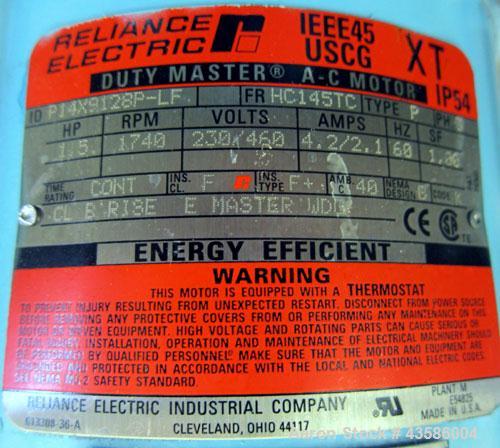 RELIANCE ELECTRIC
IEEE45 USCG
XT
IP54
DUTY MASTER® A-C MOTOR
ID P14X9128P-LF FR HC145TC TYPE P PH
HP RPM VOLTS AMPS HZ SF
1.5 1740 230/460 4.2/2.1 60 1.00
TIME RATING CONT INS. CL. F INS. TYPE F+ AMB. C 40 NEMA DESIGN B CODE K
CL B RISE E MASTER WDG
CE
ENERGY EFFICIENT
WARNING
THIS MOTOR IS EQUIPPED WITH A THERMOSTAT
TO PREVENT INJURY RESULTING FROM UNEXPECTED RESTART, DISCONNECT FROM POWER SOURCE
BEFORE REMOVING ANY PROTECTIVE COVERS FROM OR PERFORMING ANY MAINTENANCE ON THIS
MOTOR OR DRIVEN EQUIPMENT. HIGH VOLTAGE AND ROTATING PARTS CAN CAUSE SERIOUS OR
FATAL INJURY. INSTALLATION, OPERATION AND MAINTENANCE OF ELECTRICAL MACHINERY SHOULD
BE PERFORMED BY QUALIFIED PERSONNEL. MAKE SURE THAT THE MOTOR AND EQUIPMENT ARE
GROUNDED AND PROTECTED IN ACCORDANCE WITH THE LOCAL AND NATIONAL ELECTRIC CODES.
SEE NEMA MG.2 SAFETY STANDARD.
RELIANCE ELECTRIC INDUSTRIAL COMPANY
CLEVELAND, OHIO 44117
PLANT M
E54825
613308-36-A
Aaron Stock # 43586004